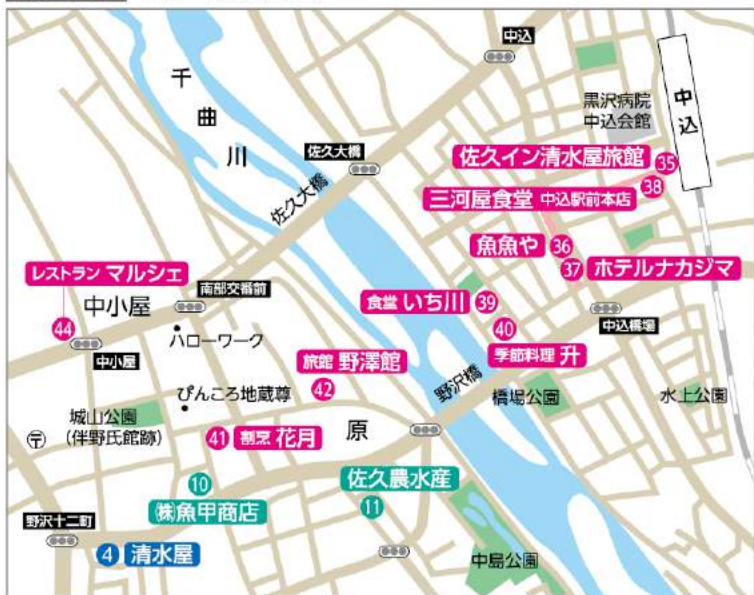 中込
千曲川
黒沢病院
中込会館
中込
佐久大橋
佐久大橋
佐久イン清水屋旅館 35
三河屋食堂 中込駅前本店 38
魚魚や 36
37 ホテルナカジマ
レストラン マルシェ
44
南部交番前
中小屋
食堂 いち川 39
40
季節料理 升
中込橋場
中小屋
ハローワーク
旅館 野澤館
42
野沢橋
橋場公園
水上公園
ぴんころ地蔵尊
城山公園
(伴野氏館跡)
〒
41 割烹 花月
原
10
㈱魚甲商店
佐久農水産
11
野沢十二町
4 清水屋
中島公園